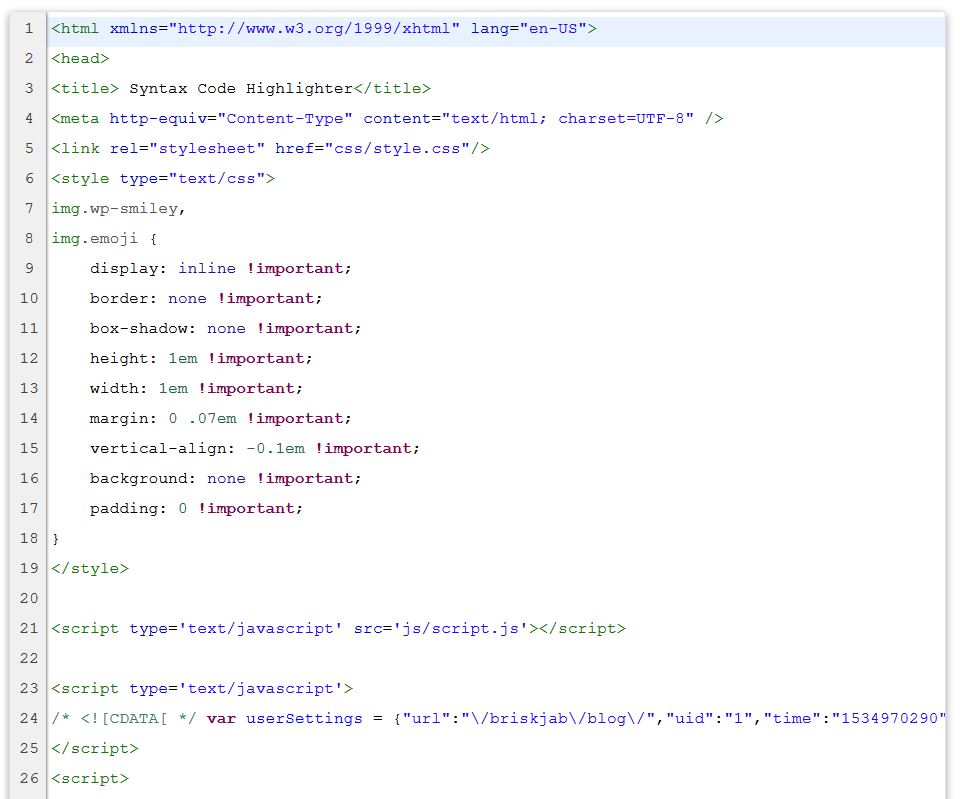 1 <html xmlns="http://www.w3.org/1999/xhtml" lang="en-US">
2 <head>
3 <title> Syntax Code Highlighter</title>
4 <meta http-equiv="Content-Type" content="text/html; charset=UTF-8" />
5 <link rel="stylesheet" href="css/style.css"/>
6 <style type="text/css">
7 img.wp-smiley,
8 img.emoji {
9     display: inline !important;
10     border: none !important;
11     box-shadow: none !important;
12     height: 1em !important;
13     width: 1em !important;
14     margin: 0 .07em !important;
15     vertical-align: -0.1em !important;
16     background: none !important;
17     padding: 0 !important;
18 }
19 </style>
20
21 <script type='text/javascript' src='js/script.js'></script>
22
23 <script type='text/javascript'>
24 /* <![CDATA[ */ var userSettings = {"url":"\/briskjab\/blog\/","uid":"1","time":"1534970290"
25 </script>
26 <script>